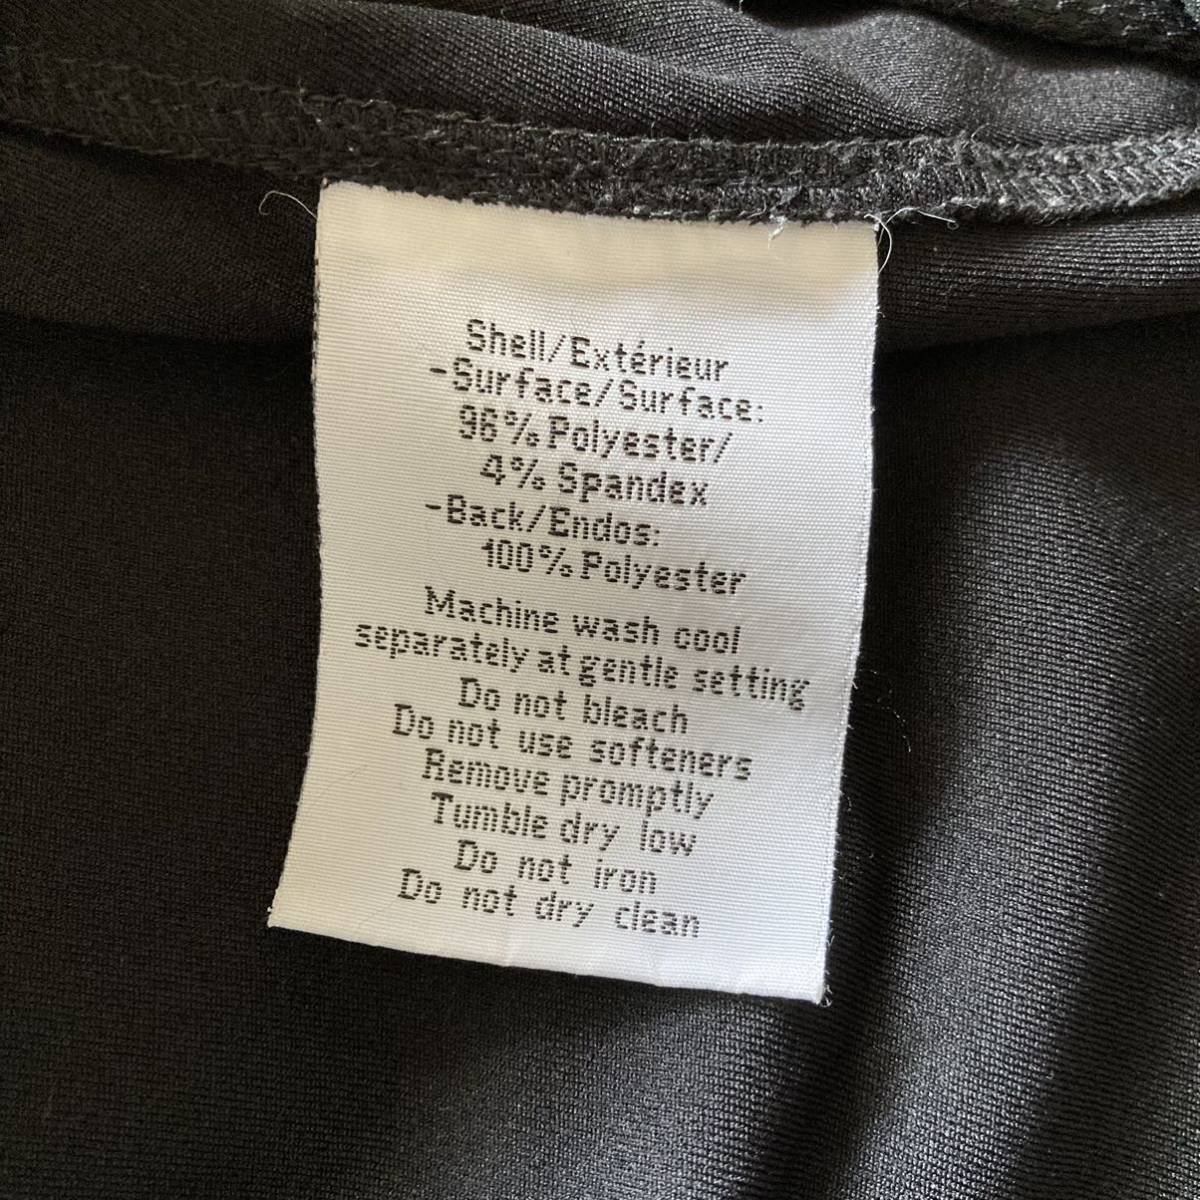 Shell/Extérieur
-Surface/Surface:
96% Polyester/
4% Spandex
-Back/Endos:
100% Polyester
Machine wash cool
separately at gentle setting
Do not bleach
Do not use softeners
Remove promptly
Tumble dry low
Do not iron
Do not dry clean